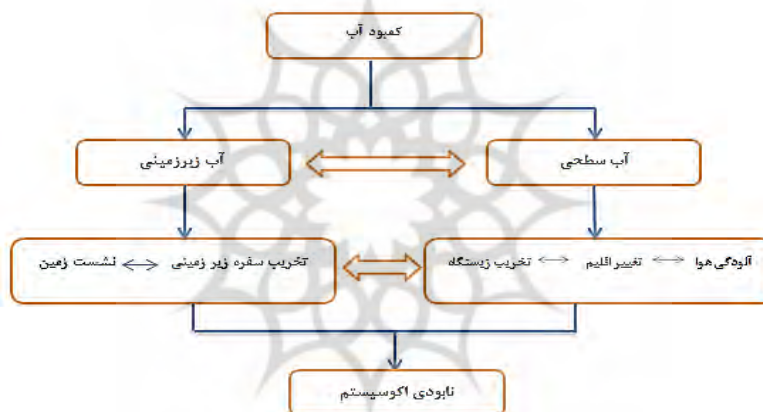 کمبود آب
آب سطحی
آب زیرزمینی
آلودگی هوا تغییر اقلیم تخریب زیستگاه
تخریب سفره زیر زمینی نشست زمین
نابودی اکوسیستم